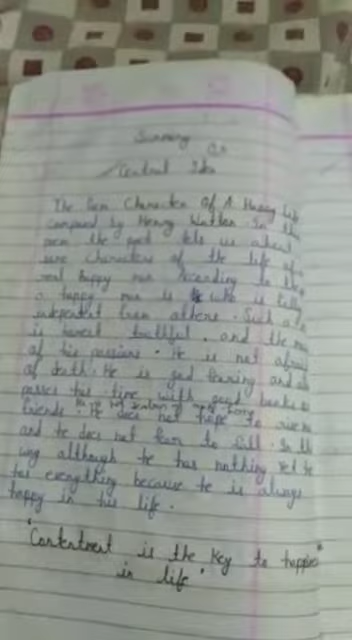 Summary
Or
Central Idea
The Poem Character Of A Happy Life
composed by Henry Wotton In this
poem the poet tells us about
some characters of the life of
real happy man According to the
a happy man is who is fully
independent from others. Such a
is honest truthful, and the
of his passions. He is not afraid
of death. He is god fearing and
passes his time with good books
friends. He does not hope to rise
and he does not fear to fall. In this
way although he has nothing yet he
has everything because he is always
happy in his life.
"Contentment is the key to happiness
in life"